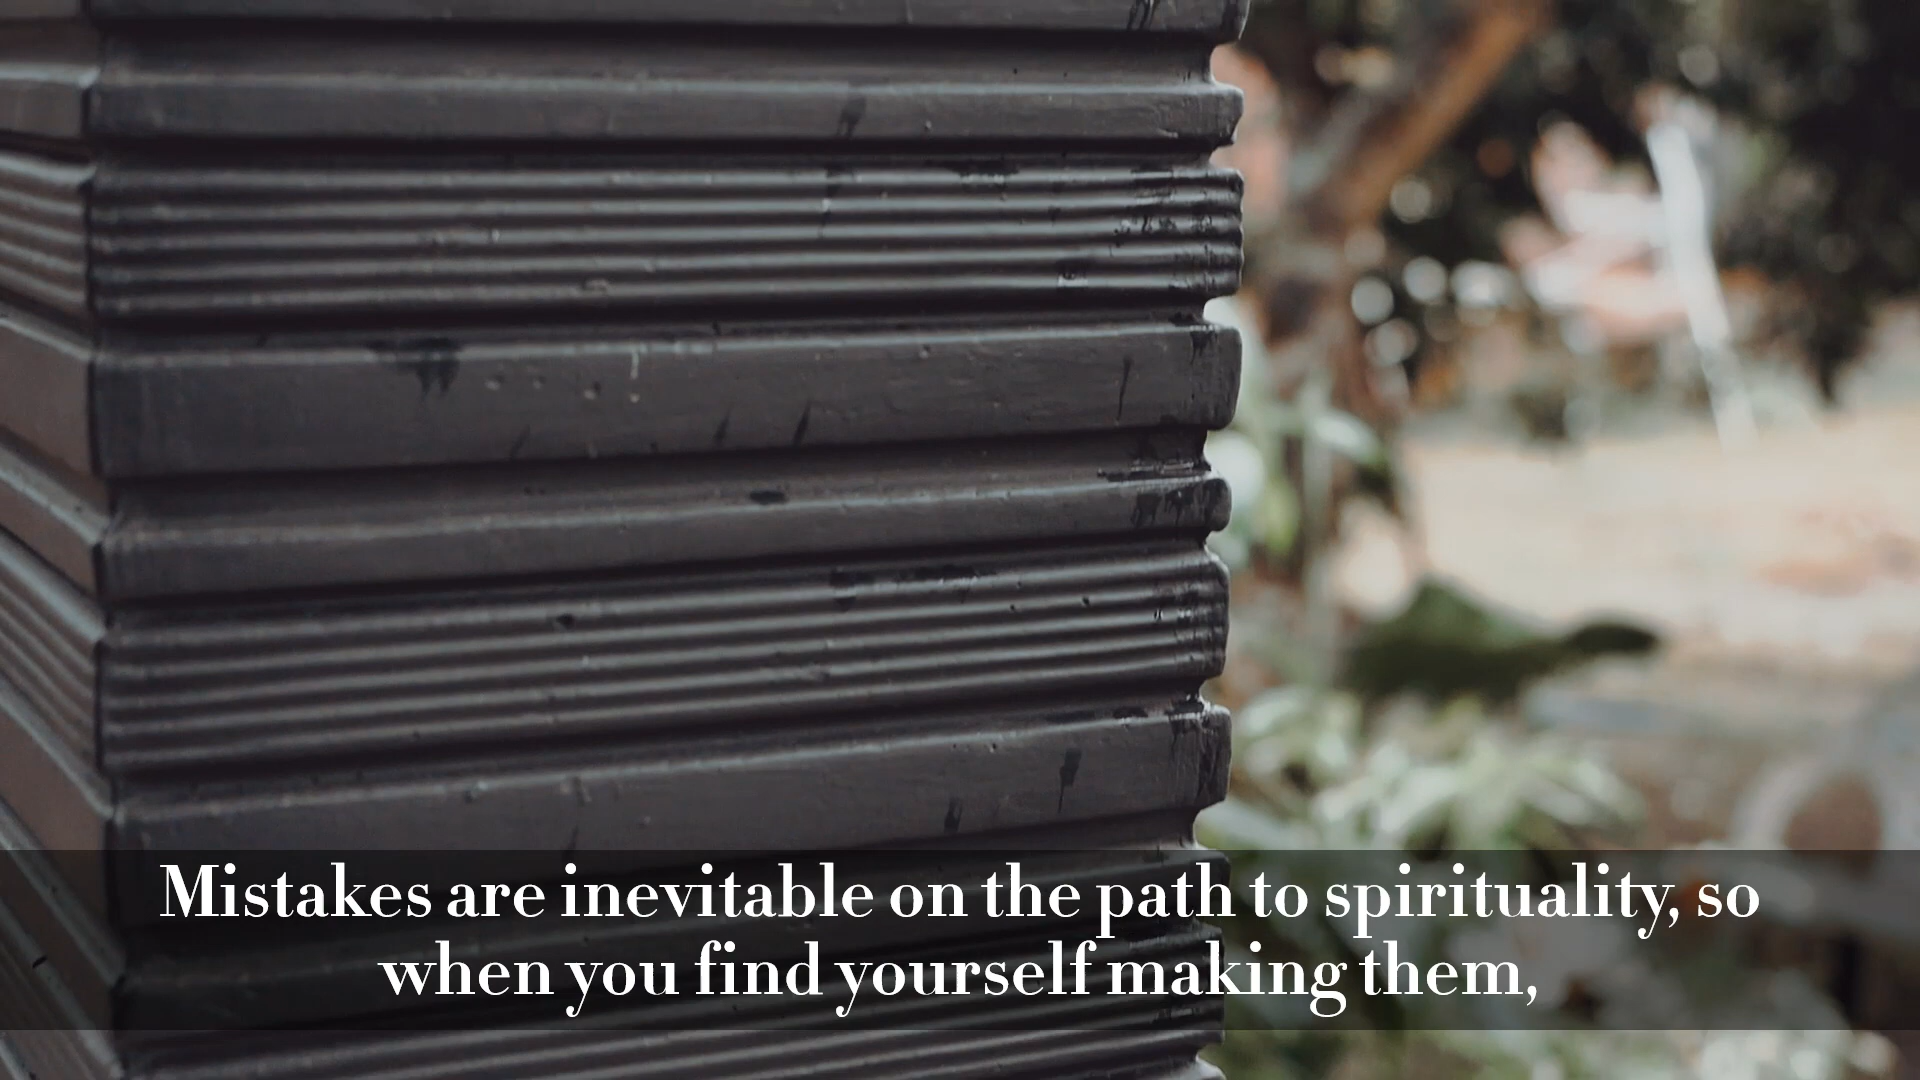 Mistakes are inevitable on the path to spirituality, so
when you find yourself making them,